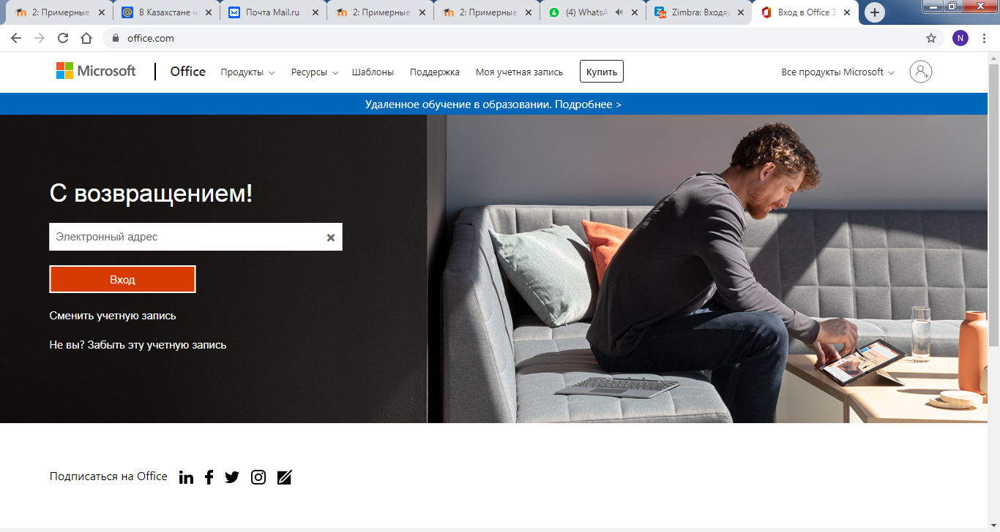 2: Примерные
В Казахстане ч
Почта Mail.ru
2: Примерные
2: Примерные
(4) WhatsA
Zimbra: Входящ
Вход в Office 3
office.com
N
Microsoft
Office
Продукты
Ресурсы
Шаблоны
Поддержка
Моя учетная запись
Купить
Все продукты Microsoft
Удаленное обучение в образовании. Подробнее >
С возвращением!
Электронный адрес
Вход
Сменить учетную запись
Не вы? Забыть эту учетную запись
Подписаться на Office